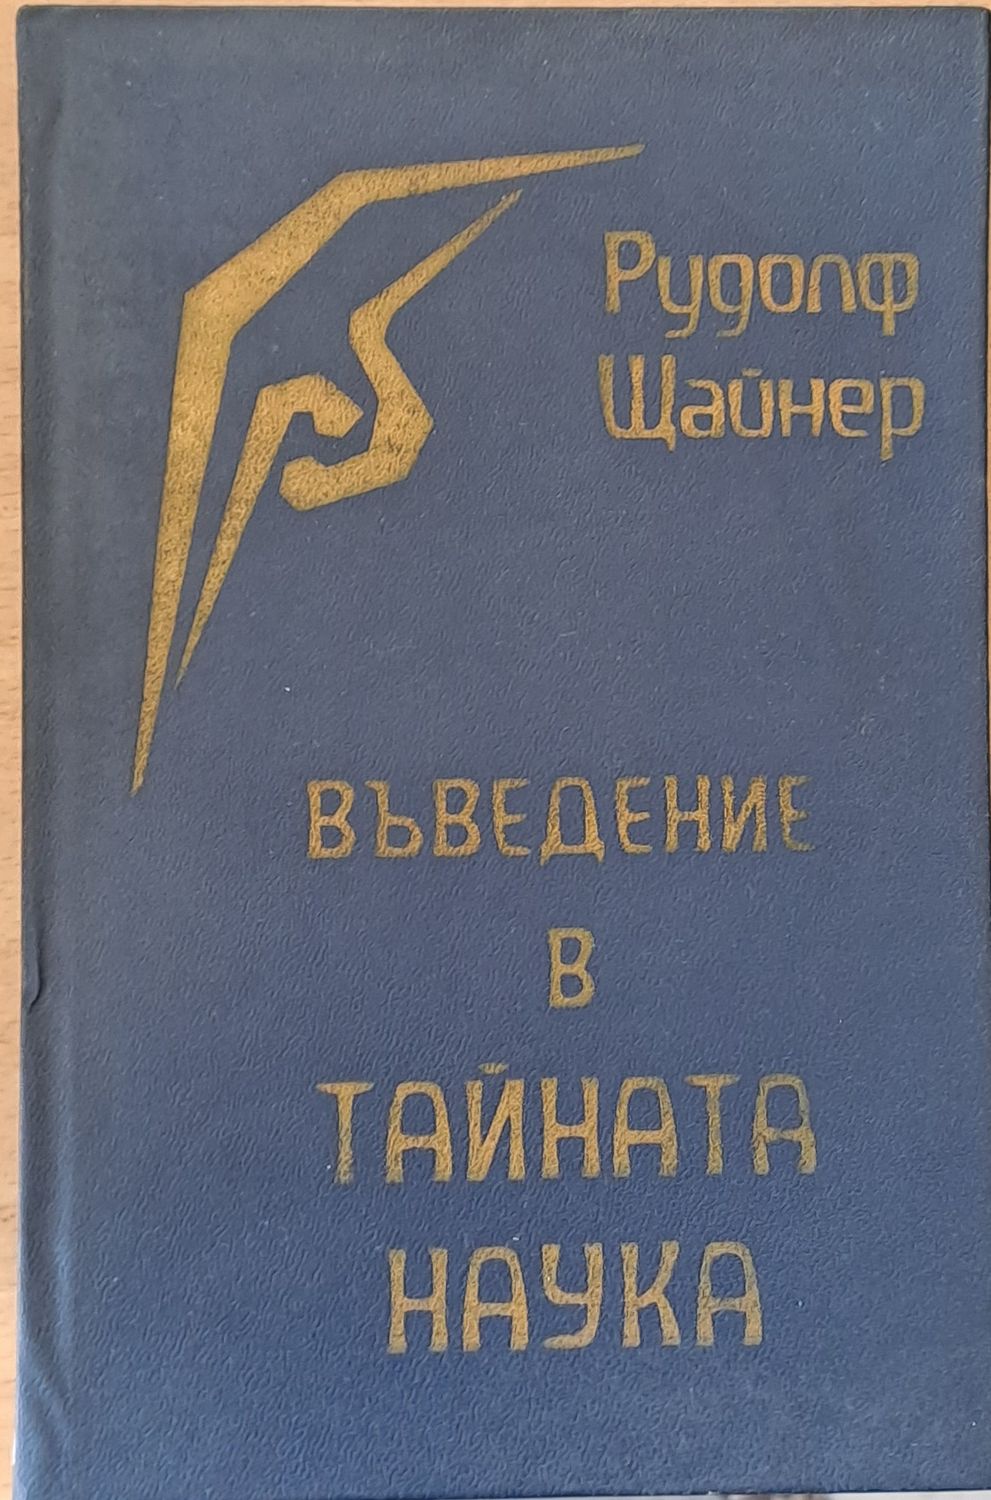 Рудолф
Щайнер
ВЪВЕДЕНИЕ
В
ТАЙНАТА
НАУКА